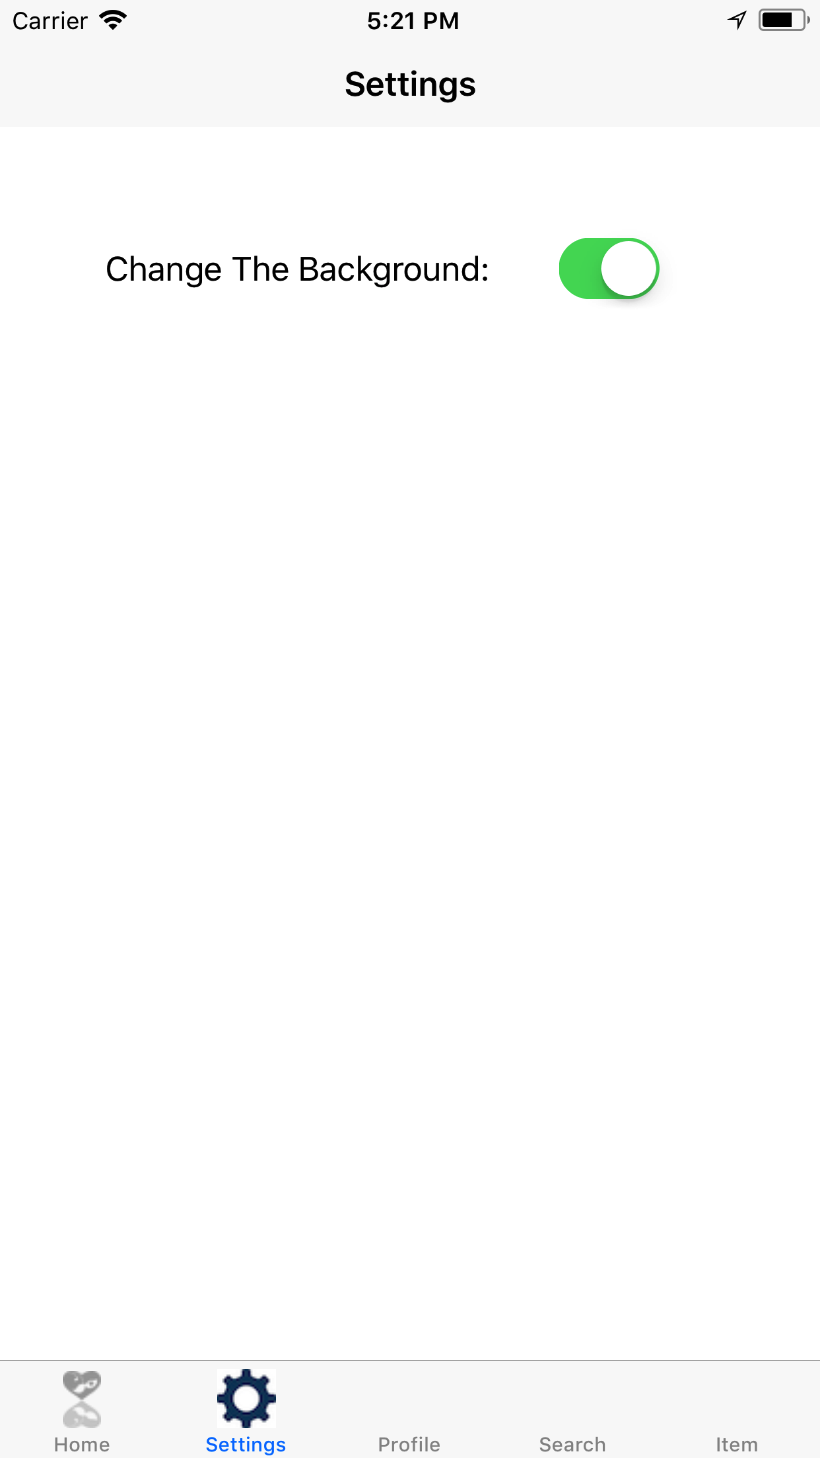 Carrier 5:21 PM
Settings
Change The Background:
Home Settings Profile Search Item